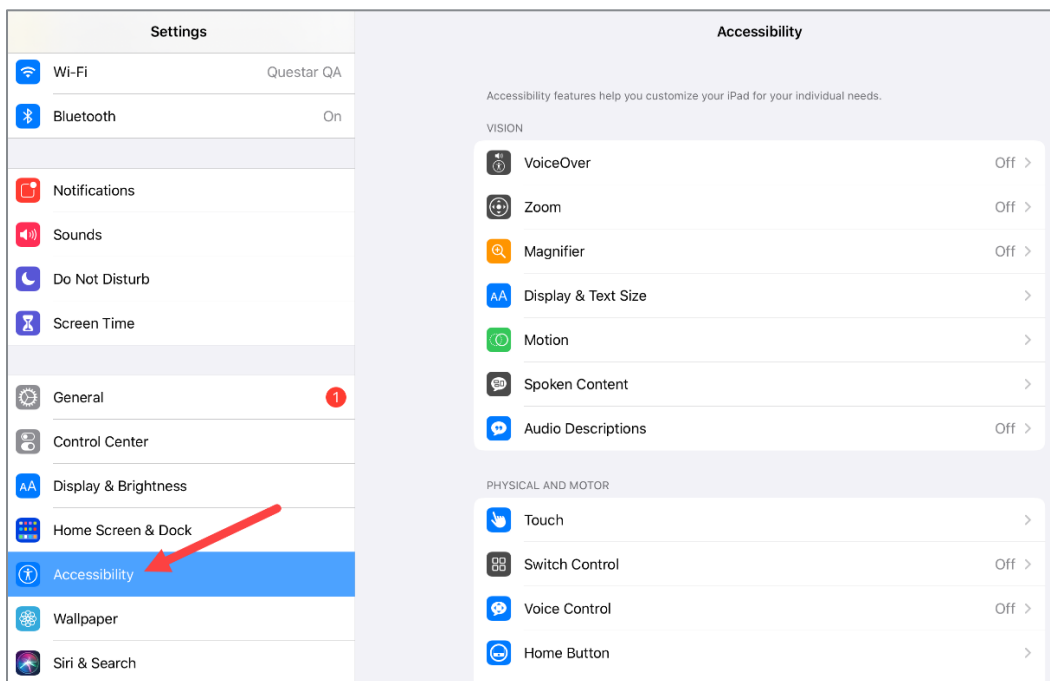 Settings
Wi-Fi Questar QA
Bluetooth On
Notifications
Sounds
Do Not Disturb
Screen Time
General 1
Control Center
AA Display & Brightness
Home Screen & Dock
Accessibility
Wallpaper
Siri & Search
Accessibility
Accessibility features help you customize your iPad for your individual needs.
VISION
VoiceOver Off
Zoom Off
Magnifier Off
AA Display & Text Size
Motion
Spoken Content
Audio Descriptions Off
PHYSICAL AND MOTOR
Touch
Switch Control Off
Voice Control Off
Home Button